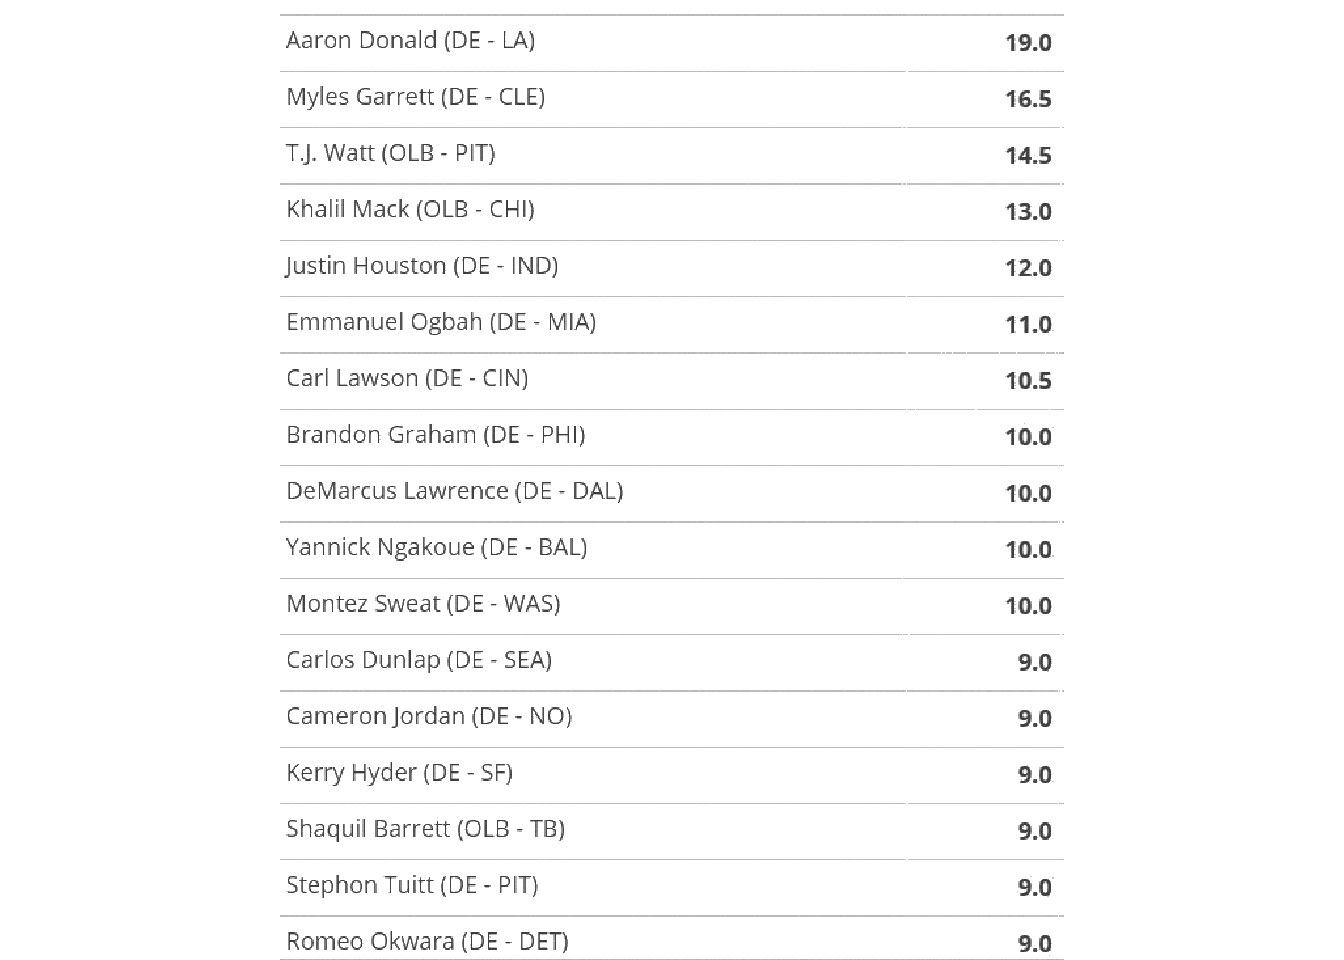 Aaron Donald (DE - LA) 19.0
Myles Garrett (DE - CLE) 16.5
T.J. Watt (OLB - PIT) 14.5
Khalil Mack (OLB - CHI) 13.0
Justin Houston (DE - IND) 12.0
Emmanuel Ogbah (DE - MIA) 11.0
Carl Lawson (DE - CIN) 10.5
Brandon Graham (DE - PHI) 10.0
DeMarcus Lawrence (DE - DAL) 10.0
Yannick Ngakoue (DE - BAL) 10.0
Montez Sweat (DE - WAS) 10.0
Carlos Dunlap (DE - SEA) 9.0
Cameron Jordan (DE - NO) 9.0
Kerry Hyder (DE - SF) 9.0
Shaquil Barrett (OLB - TB) 9.0
Stephon Tuitt (DE - PIT) 9.0
Romeo Okwara (DE - DET) 9.0